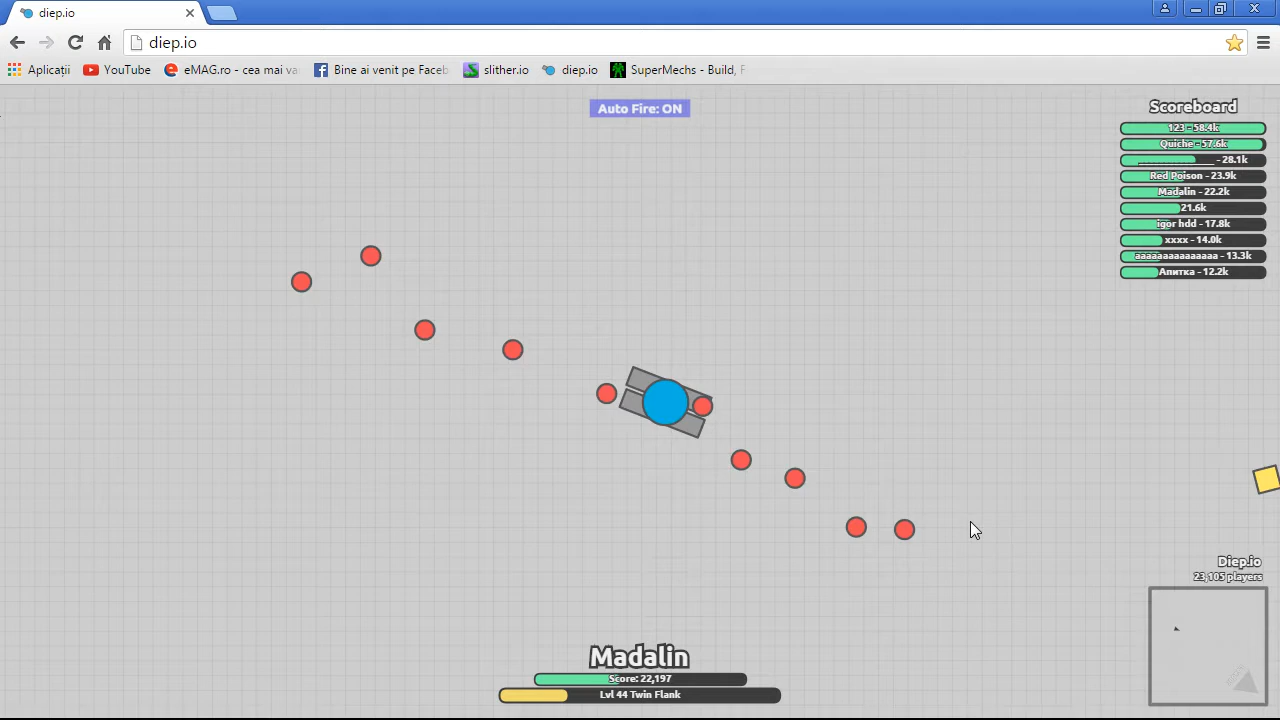 diep.io
diep.io
Aplicații YouTube eMAG.ro - cea mai va Bine ai venit pe Faceb slither.io diep.io SuperMechs - Build, F
Auto Fire: ON
Scoreboard
123 - 58.4k
Quiche - 57.6k
_______________ - 28.1k
Red Poison - 23.9k
Madalin - 22.2k
21.6k
igor hdd - 17.8k
xxxx - 14.0k
aaaaaaaaaaaaaaa - 13.3k
Апитка - 12.2k
Diep.io
23,105 players
Madalin
Score: 22,197
Lvl 44 Twin Flank